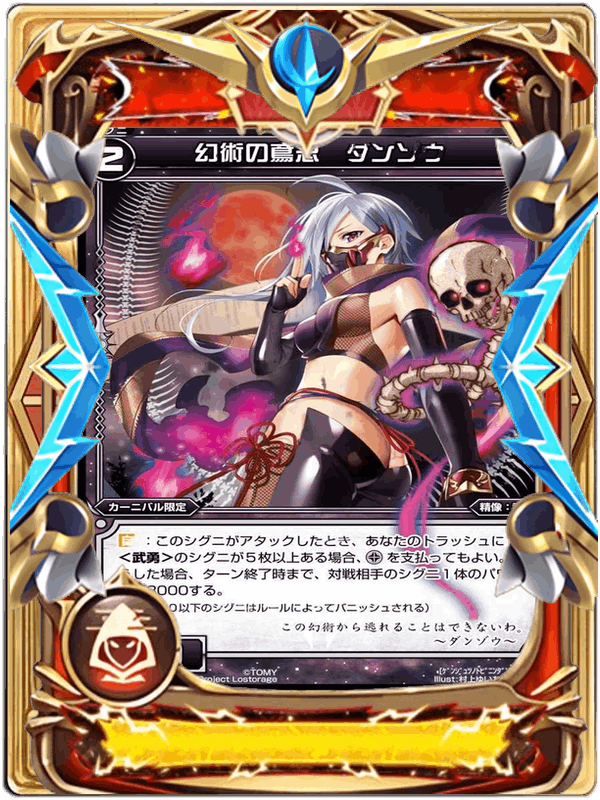 2
幻術の鳶忍 ダンゾウ
カーニバル限定
精像：
：このシグニがアタックしたとき、あなたのトラッシュに
＜武勇＞のシグニが５枚以上ある場合、を支払ってもよい。
した場合、ターン終了時まで、対戦相手のシグニ１体のパ
2000する。
０以下のシグニはルールによってバニッシュされる）
この幻術から逃れることはできないわ。
～ダンゾウ～
©TOMY
Project Lostorage
Illust:村上ゆいち